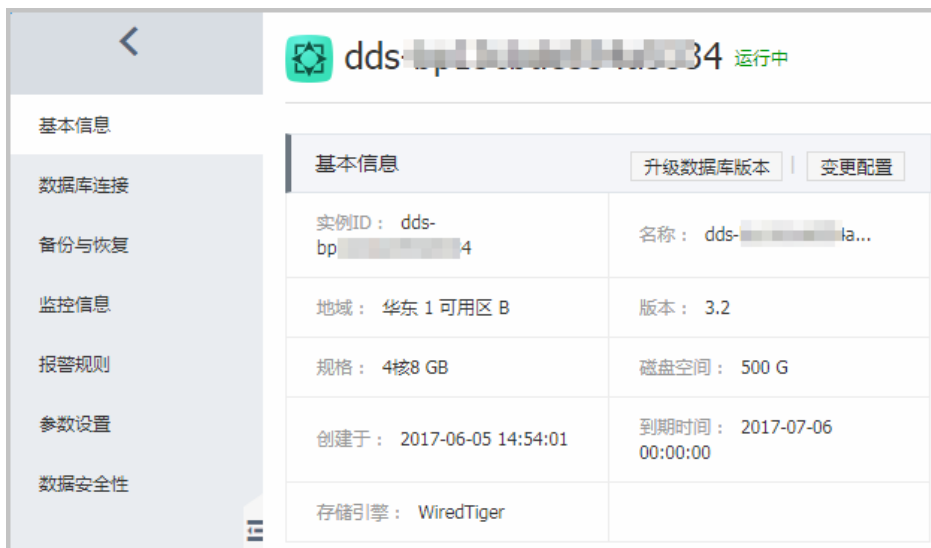 dds- 4 运行中
基本信息
数据库连接
备份与恢复
监控信息
报警规则
参数设置
数据安全性
基本信息 升级数据库版本 变更配置
实例ID： dds-
bp 4
名称： dds- a...
地域： 华东 1 可用区 B
版本： 3.2
规格： 4核8 GB
磁盘空间： 500 G
创建于： 2017-06-05 14:54:01
到期时间： 2017-07-06
00:00:00
存储引擎： WiredTiger